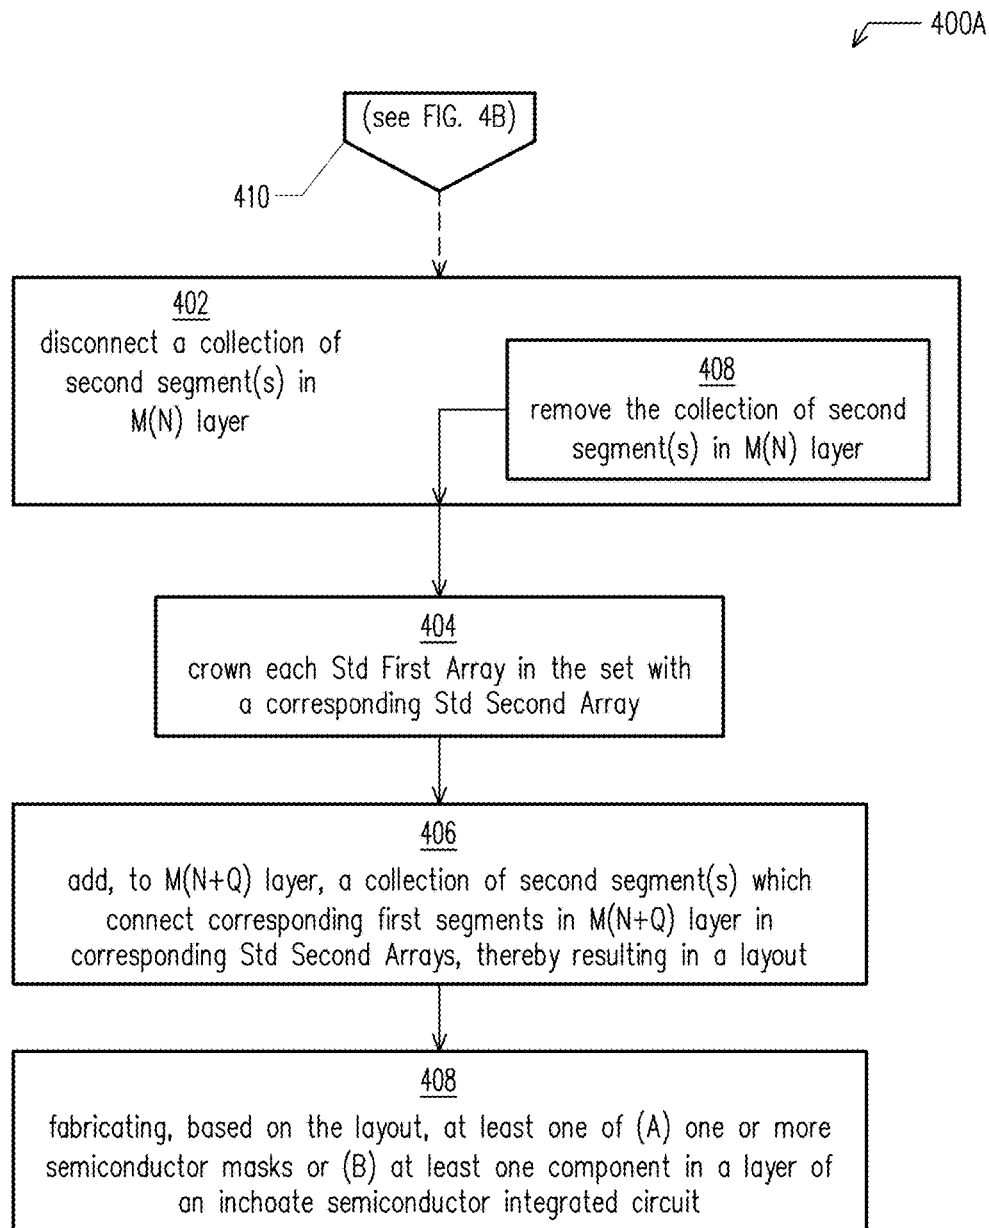 400A
(see FIG. 4B)
410
402
disconnect a collection of
second segment(s) in
M(N) layer
408
remove the collection of second
segment(s) in M(N) layer
404
crown each Std First Array in the set with
a corresponding Std Second Array
406
add, to M(N+Q) layer, a collection of second segment(s) which
connect corresponding first segments in M(N+Q) layer in
corresponding Std Second Arrays, thereby resulting in a layout
408
fabricating, based on the layout, at least one of (A) one or more
semiconductor masks or (B) at least one component in a layer of
an inchoate semiconductor integrated circuit